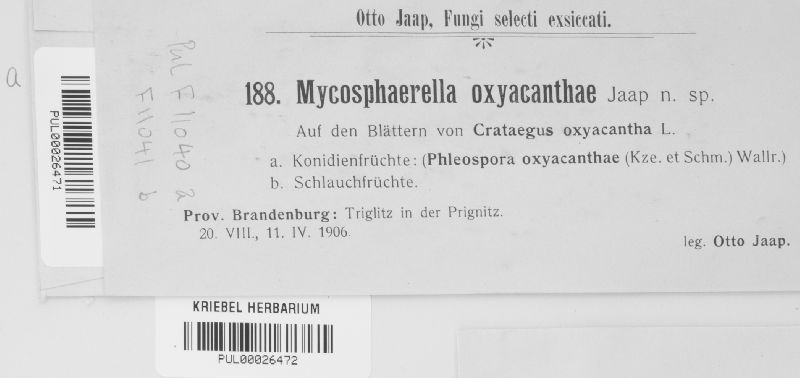 Otto Jaap, Fungi selecti exsiccati.
188. Mycosphaerella oxyacanthae Jaap n. sp.
Auf den Blättern von Crataegus oxyacantha L.
a. Konidienfrüchte: (Phleospora oxyacanthae (Kze. et Schm.) Wallr.)
b. Schlauchfrüchte.
Prov. Brandenburg: Triglitz in der Prignitz.
20. VIII., 11. IV. 1906.
leg. Otto Jaap.
a
PUL00026471
PUL F 11040 a
F11041 b
KRIEBEL HERBARIUM
PUL00026472